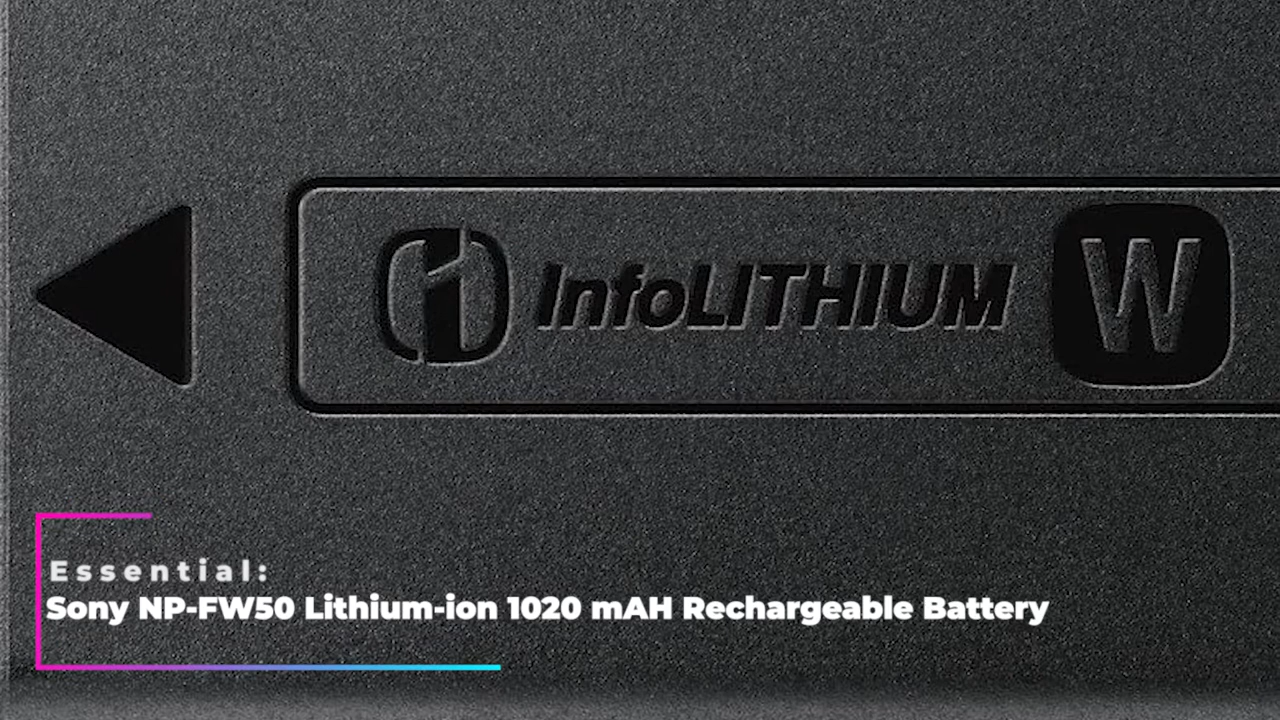 InfoLITHIUM W
Essential:
Sony NP-FW50 Lithium-ion 1020 mAH Rechargeable Battery